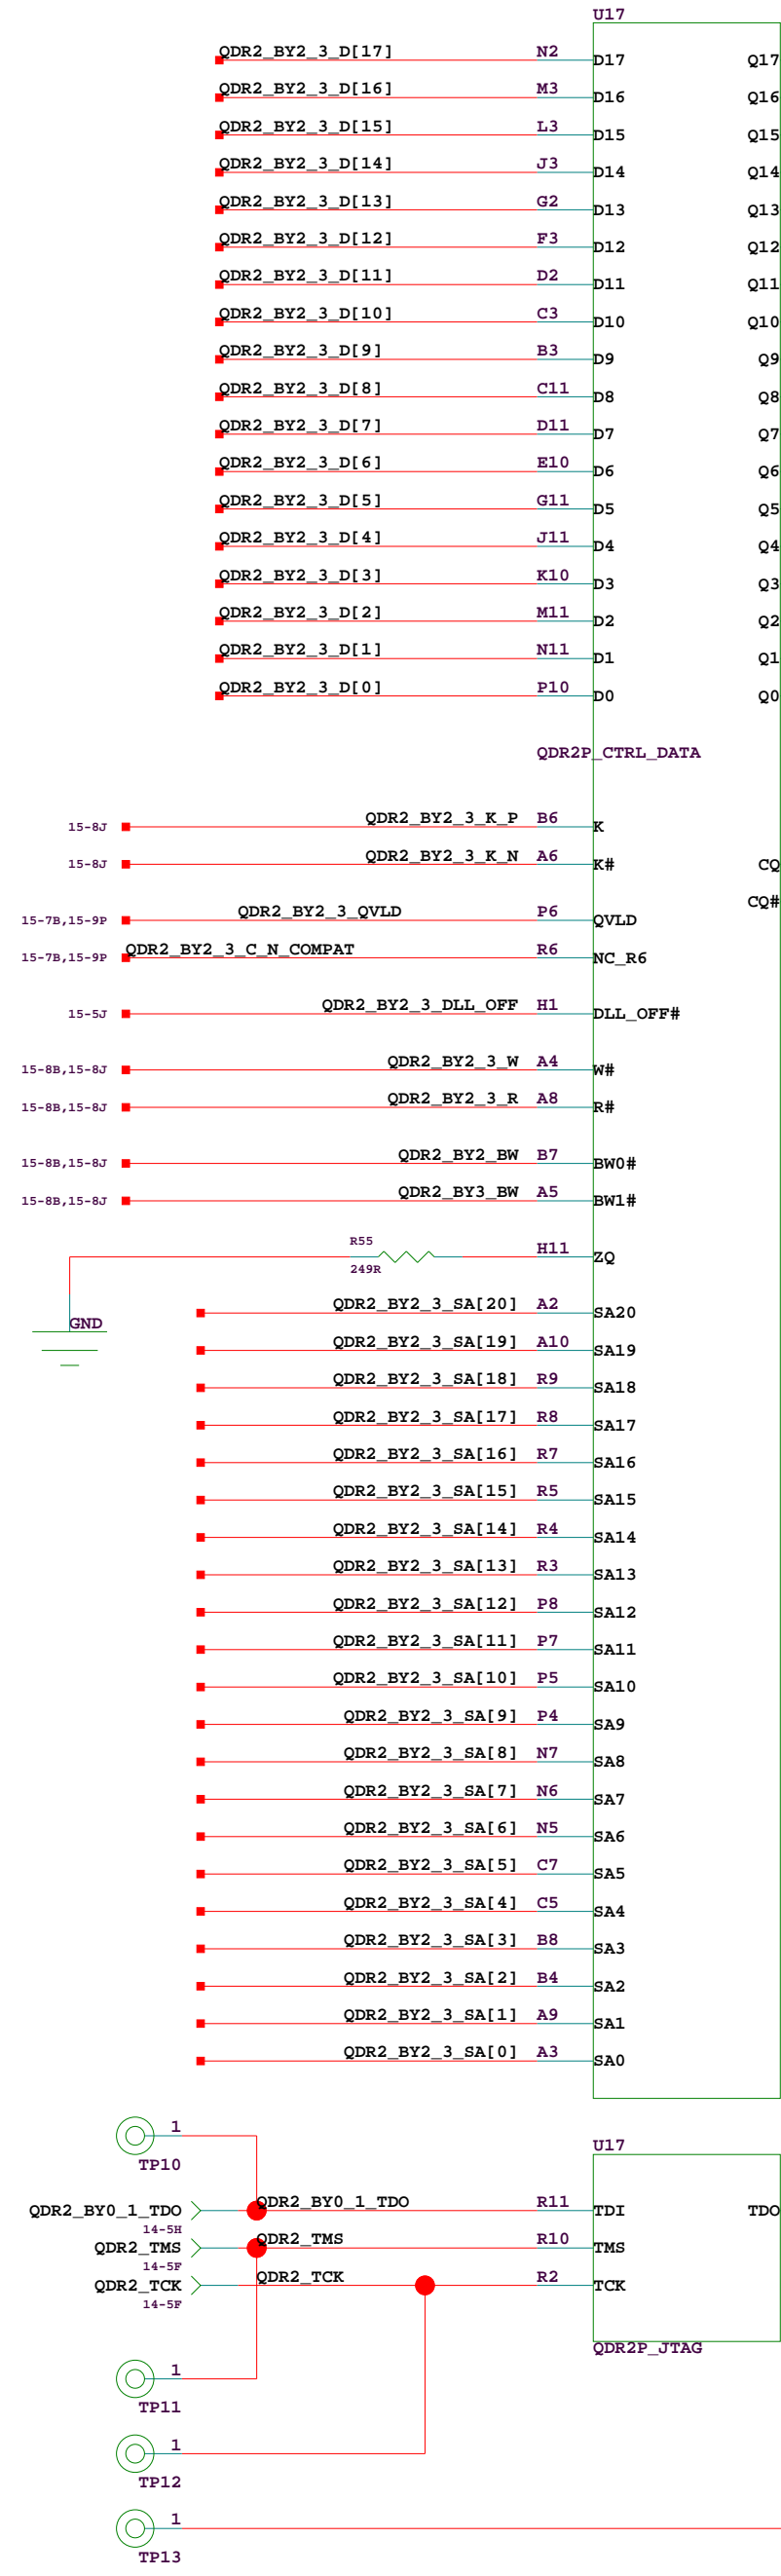 U17
QDR2_BY2_3_D[17] N2 D17 Q17
QDR2_BY2_3_D[16] M3 D16 Q16
QDR2_BY2_3_D[15] L3 D15 Q15
QDR2_BY2_3_D[14] J3 D14 Q14
QDR2_BY2_3_D[13] G2 D13 Q13
QDR2_BY2_3_D[12] F3 D12 Q12
QDR2_BY2_3_D[11] D2 D11 Q11
QDR2_BY2_3_D[10] C3 D10 Q10
QDR2_BY2_3_D[9] B3 D9 Q9
QDR2_BY2_3_D[8] C11 D8 Q8
QDR2_BY2_3_D[7] D11 D7 Q7
QDR2_BY2_3_D[6] E10 D6 Q6
QDR2_BY2_3_D[5] G11 D5 Q5
QDR2_BY2_3_D[4] J11 D4 Q4
QDR2_BY2_3_D[3] K10 D3 Q3
QDR2_BY2_3_D[2] M11 D2 Q2
QDR2_BY2_3_D[1] N11 D1 Q1
QDR2_BY2_3_D[0] P10 D0 Q0
QDR2P_CTRL_DATA
15-8J QDR2_BY2_3_K_P B6 K
15-8J QDR2_BY2_3_K_N A6 K# CQ
CQ#
15-7B,15-9P QDR2_BY2_3_QVLD P6 QVLD
15-7B,15-9P QDR2_BY2_3_C_N_COMPAT R6 NC_R6
15-5J QDR2_BY2_3_DLL_OFF H1 DLL_OFF#
15-8B,15-8J QDR2_BY2_3_W A4 W#
15-8B,15-8J QDR2_BY2_3_R A8 R#
15-8B,15-8J QDR2_BY2_BW B7 BW0#
15-8B,15-8J QDR2_BY3_BW A5 BW1#
R55 H11 ZQ
249R
GND
QDR2_BY2_3_SA[20] A2 SA20
QDR2_BY2_3_SA[19] A10 SA19
QDR2_BY2_3_SA[18] R9 SA18
QDR2_BY2_3_SA[17] R8 SA17
QDR2_BY2_3_SA[16] R7 SA16
QDR2_BY2_3_SA[15] R5 SA15
QDR2_BY2_3_SA[14] R4 SA14
QDR2_BY2_3_SA[13] R3 SA13
QDR2_BY2_3_SA[12] P8 SA12
QDR2_BY2_3_SA[11] P7 SA11
QDR2_BY2_3_SA[10] P5 SA10
QDR2_BY2_3_SA[9] P4 SA9
QDR2_BY2_3_SA[8] N7 SA8
QDR2_BY2_3_SA[7] N6 SA7
QDR2_BY2_3_SA[6] N5 SA6
QDR2_BY2_3_SA[5] C7 SA5
QDR2_BY2_3_SA[4] C5 SA4
QDR2_BY2_3_SA[3] B8 SA3
QDR2_BY2_3_SA[2] B4 SA2
QDR2_BY2_3_SA[1] A9 SA1
QDR2_BY2_3_SA[0] A3 SA0
1
TP10
U17
QDR2_BY0_1_TDO QDR2_BY0_1_TDO R11 TDI TDO
14-5H
QDR2_TMS QDR2_TMS R10 TMS
14-5F
QDR2_TCK QDR2_TCK R2 TCK
14-5F
QDR2P_JTAG
1
TP11
1
TP12
1
TP13